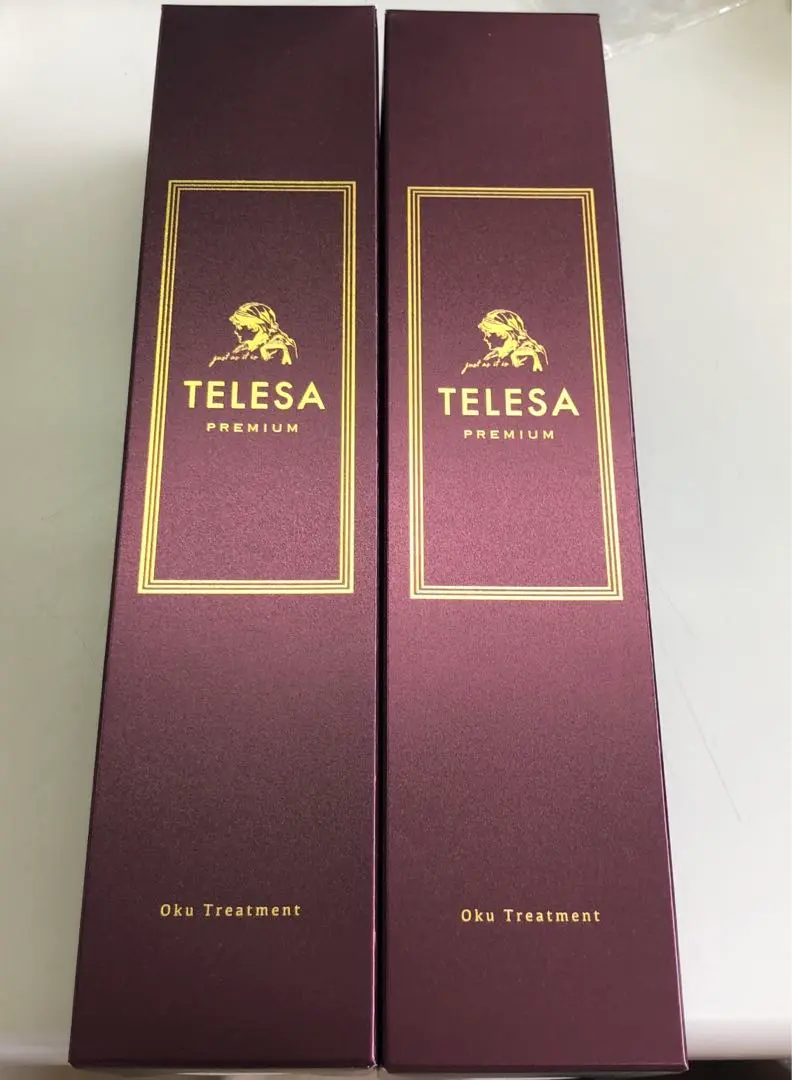 just as it is
TELESA
PREMIUM
Oku Treatment
just as it is
TELESA
PREMIUM
Oku Treatment